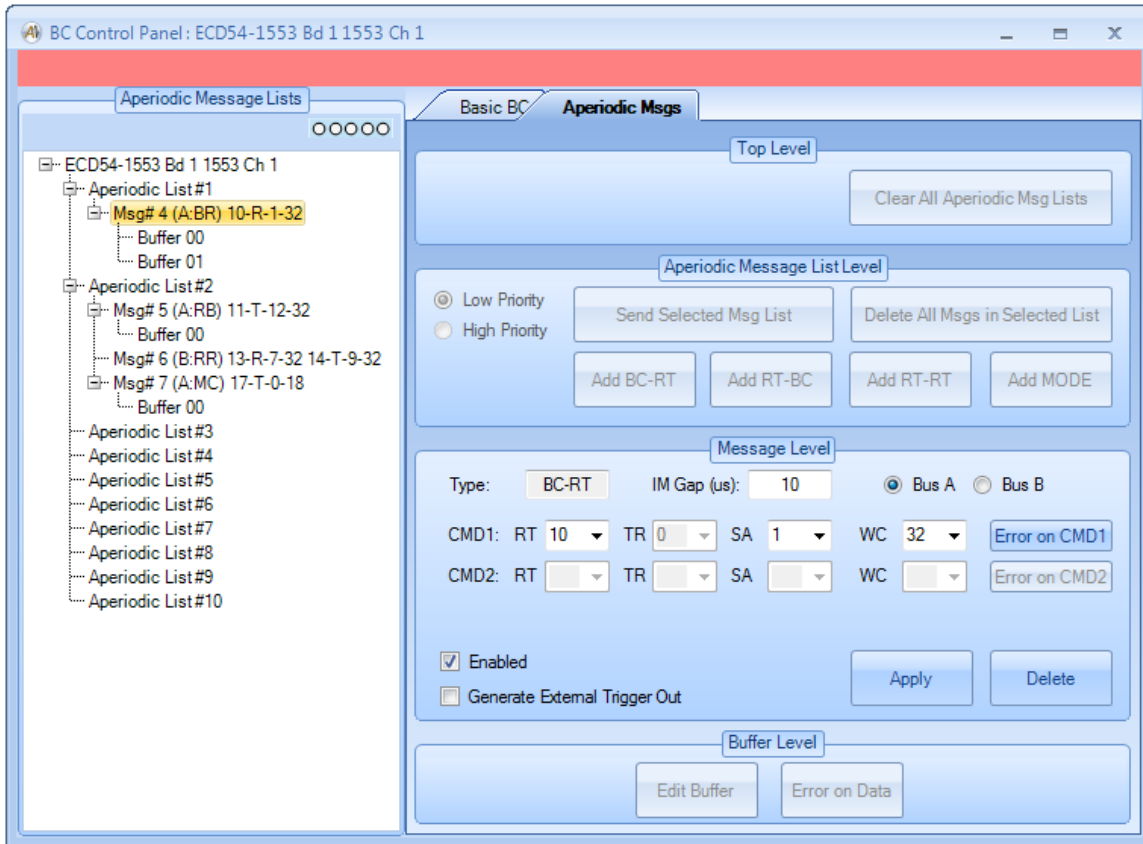 BC Control Panel : ECD54-1553 Bd 1 1553 Ch 1
Aperiodic Message Lists
ECD54-1553 Bd 1 1553 Ch 1
Aperiodic List #1
Msg# 4 (A:BR) 10-R-1-32
Buffer 00
Buffer 01
Aperiodic List #2
Msg# 5 (A:RB) 11-T-12-32
Buffer 00
Msg# 6 (B:RR) 13-R-7-32 14-T-9-32
Msg# 7 (A:MC) 17-T-0-18
Buffer 00
Aperiodic List #3
Aperiodic List #4
Aperiodic List #5
Aperiodic List #6
Aperiodic List #7
Aperiodic List #8
Aperiodic List #9
Aperiodic List #10
Basic BC Aperiodic Msgs
Top Level
Clear All Aperiodic Msg Lists
Aperiodic Message List Level
Low Priority
High Priority
Send Selected Msg List Delete All Msgs in Selected List
Add BC-RT Add RT-BC Add RT-RT Add MODE
Message Level
Type: BC-RT IM Gap (us): 10 Bus A Bus B
CMD1: RT 10 TR 0 SA 1 WC 32 Error on CMD1
CMD2: RT TR SA WC Error on CMD2
Enabled
Generate External Trigger Out
Apply Delete
Buffer Level
Edit Buffer Error on Data